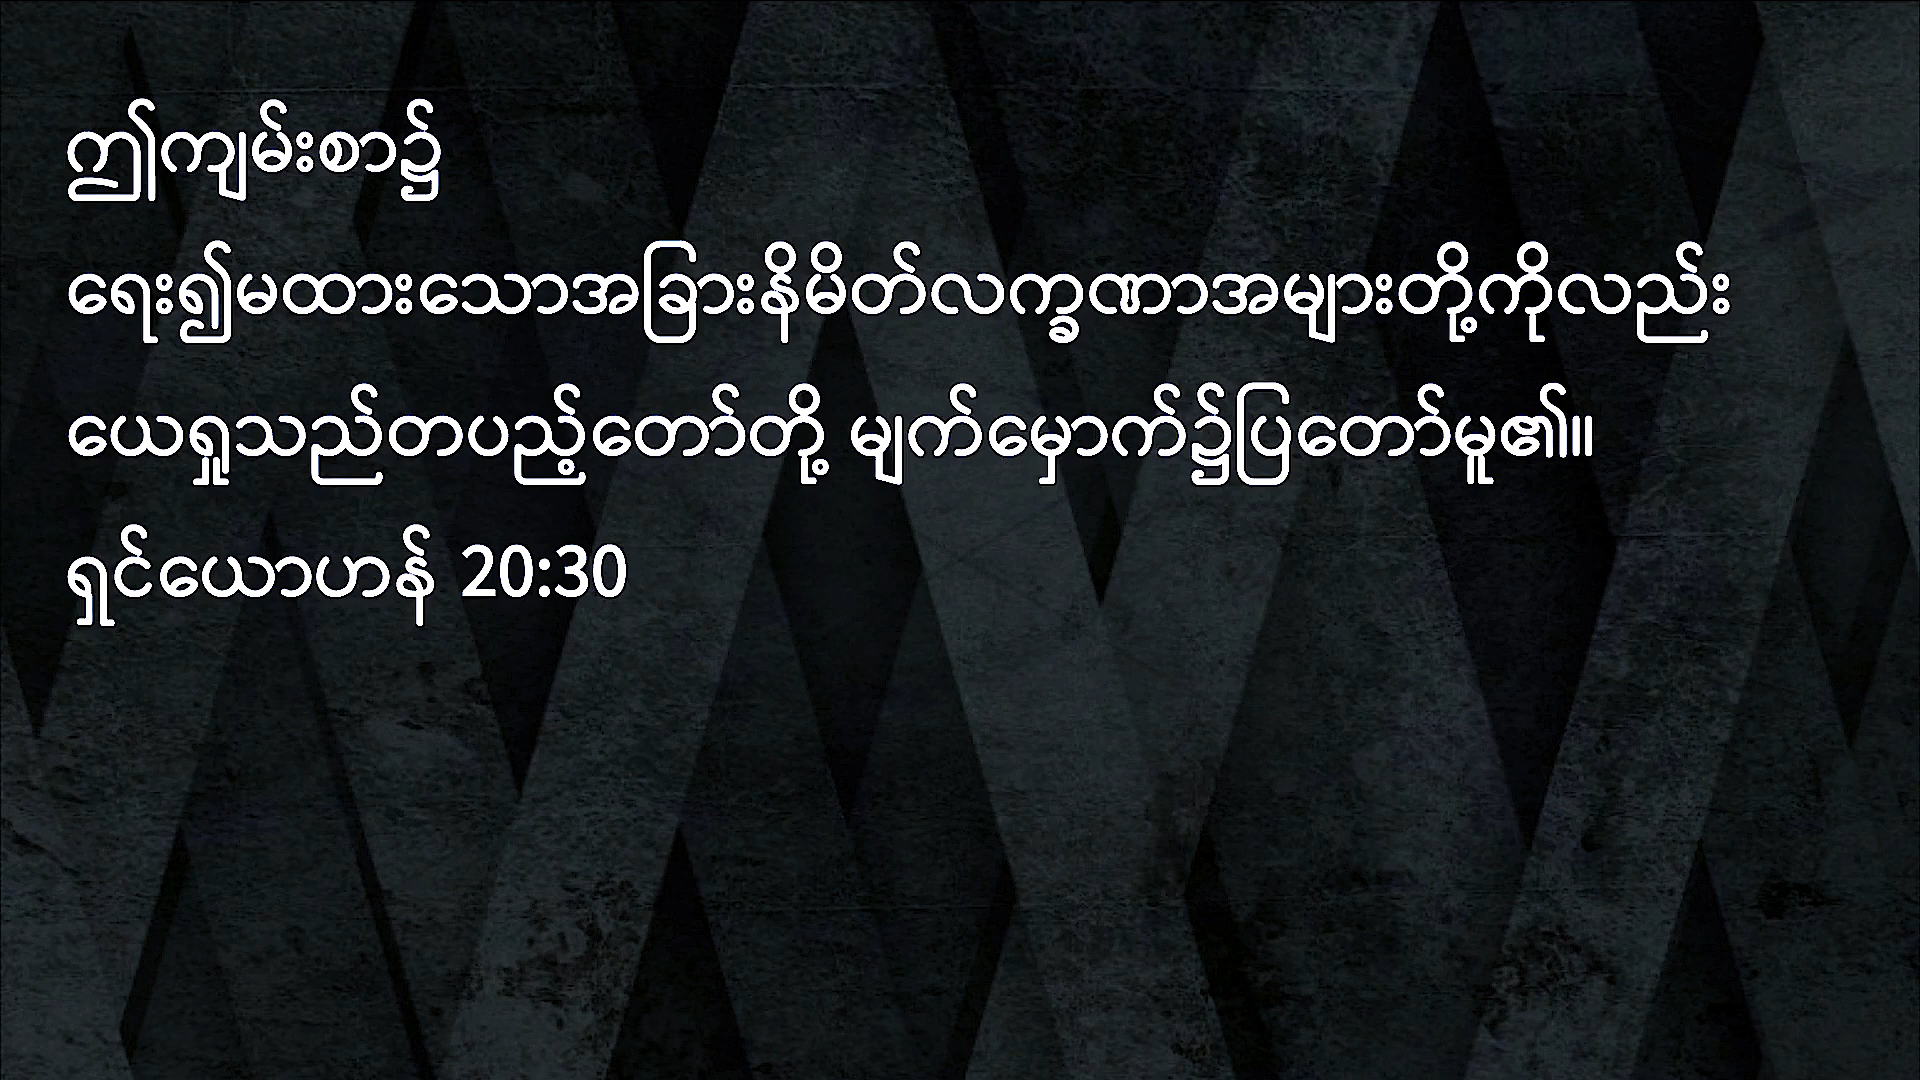 ဤကျမ်းစာ၌
ရေး၍မထားသောအခြားနိမိတ်လက္ခဏာအများတို့ကိုလည်း
ယေရှုသည်တပည့်တော်တို့ မျက်မှောက်၌ပြတော်မူ၏။
ရှင်ယောဟန် 20:30